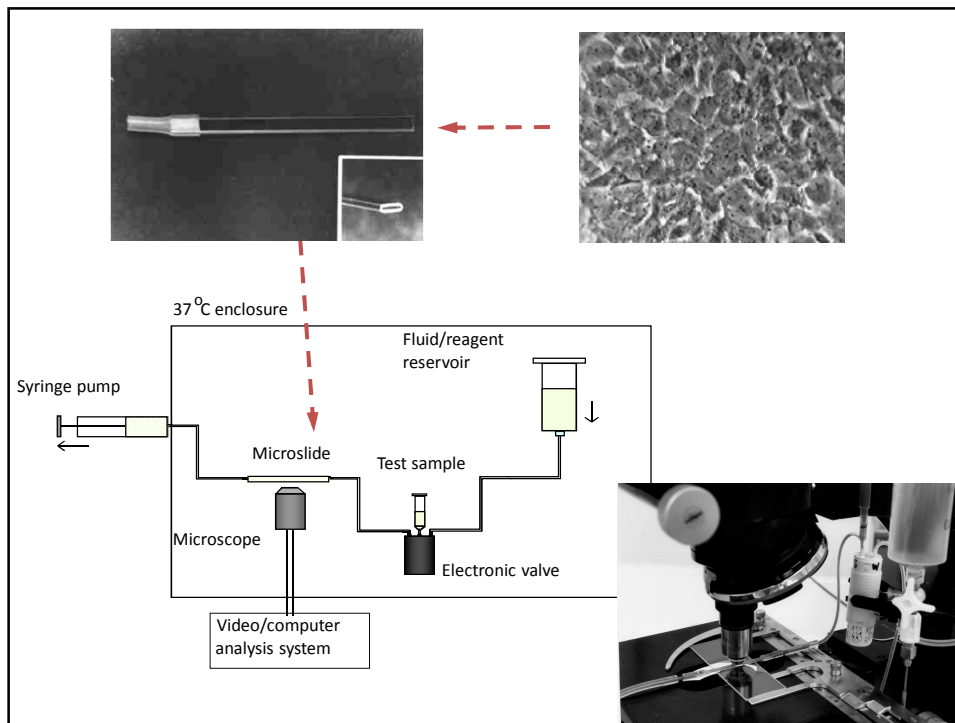 37 °C enclosure
Fluid/reagent
reservoir
Syringe pump
Microslide
Test sample
Microscope
Electronic valve
Video/computer
analysis system